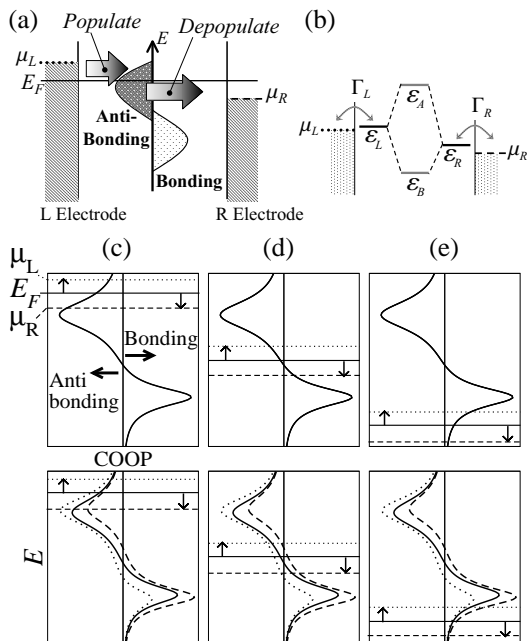 (a)
Populate
E
Depopulate
μL
EF
μR
Anti-
Bonding
Bonding
L Electrode
R Electrode
(b)
ΓL
εA
ΓR
μL
εL
εR
μR
εB
(c)
(d)
(e)
μL
EF
μR
Bonding
Anti
bonding
COOP
E